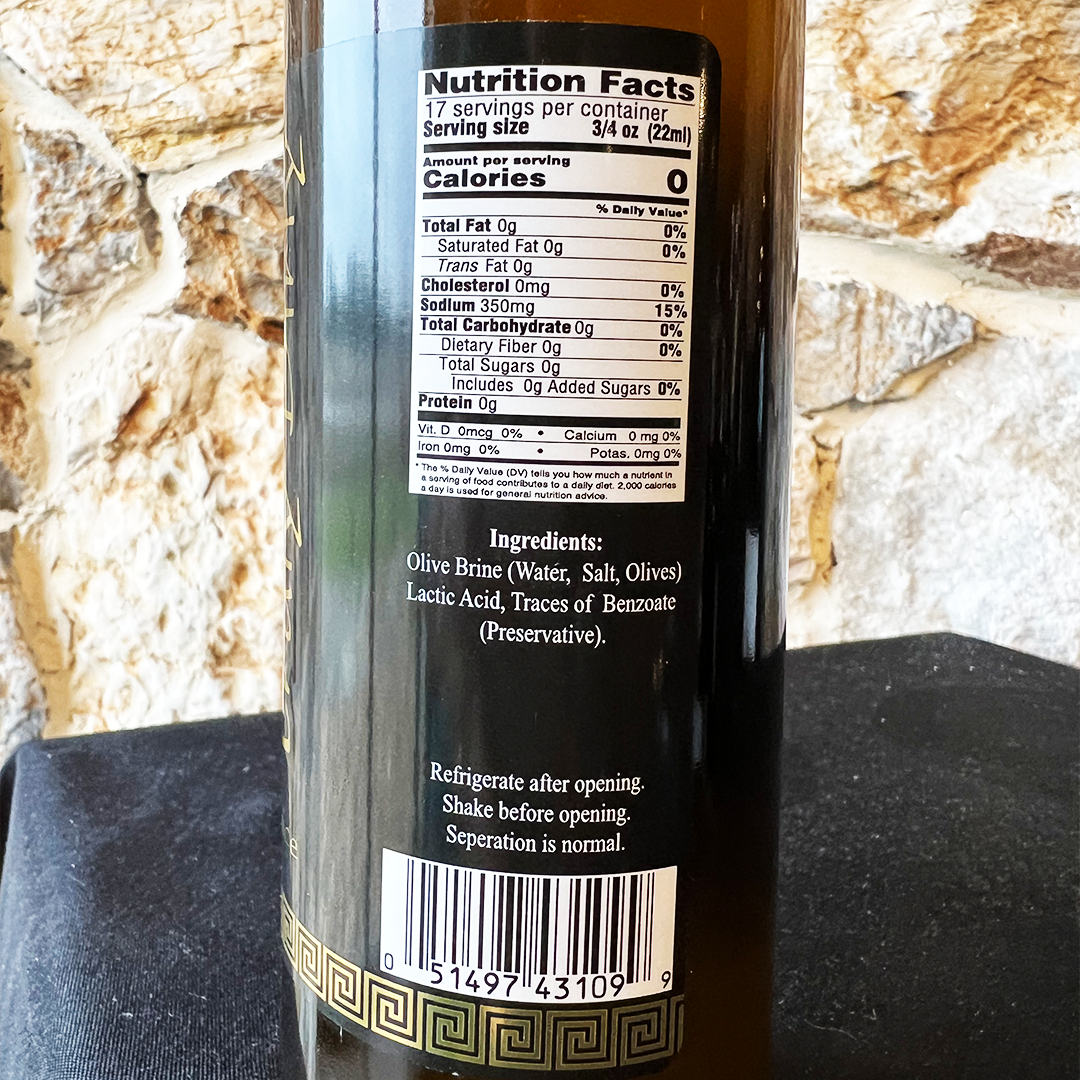 Nutrition Facts
17 servings per container
Serving size 3/4 oz (22ml)
Amount per serving
Calories 0
% Daily Value*
Total Fat 0g 0%
Saturated Fat 0g 0%
Trans Fat 0g
Cholesterol 0mg 0%
Sodium 350mg 15%
Total Carbohydrate 0g 0%
Dietary Fiber 0g 0%
Total Sugars 0g
Includes 0g Added Sugars 0%
Protein 0g
Vit. D 0mcg 0% • Calcium 0 mg 0%
Iron 0mg 0% • Potas. 0mg 0%
* The % Daily Value (DV) tells you how much a nutrient in
a serving of food contributes to a daily diet. 2,000 calories
a day is used for general nutrition advice.
Ingredients:
Olive Brine (Water, Salt, Olives)
Lactic Acid, Traces of Benzoate
(Preservative).
Refrigerate after opening.
Shake before opening.
Seperation is normal.
0 51497 43109 9